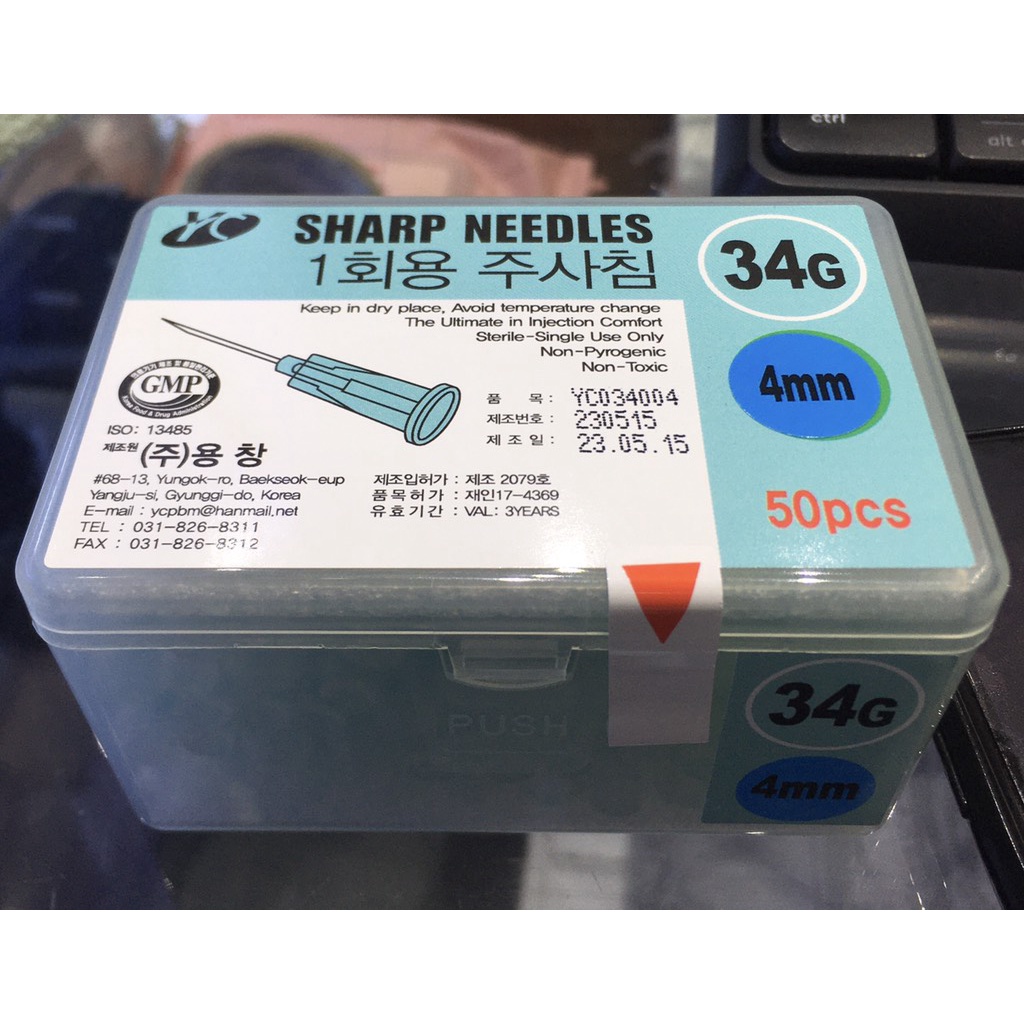 YC
SHARP NEEDLES
1회용 주사침
34G
Keep in dry place, Avoid temperature change
The Ultimate in Injection Comfort
Sterile-Single Use Only
Non-Pyrogenic
Non-Toxic
4mm
GMP
Korea Food & Drug Administration
ISO: 13485
제조원 (주)용 창
#68-13, Yungok-ro, Baekseok-eup
Yangju-si, Gyunggi-do, Korea
E-mail : ycpbm@hanmail.net
TEL : 031-826-8311
FAX : 031-826-8312
품 목 : YC034004
제조번호 : 230515
제 조 일 : 23.05.15
제조입허가 : 제조 2079호
품목허가 : 재인17-4369
유효기간 : VAL: 3YEARS
50pcs
PUSH
34G
4mm
ctrl
alt